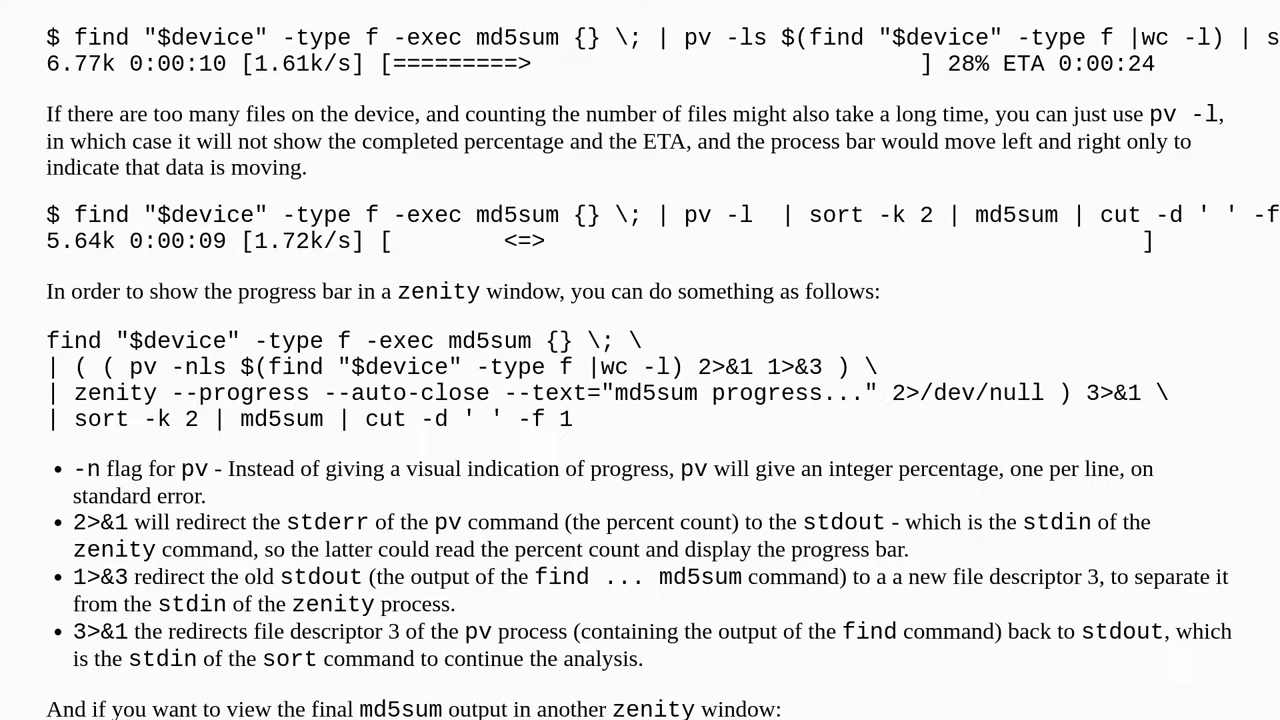 $ find "$device" -type f -exec md5sum {} \; | pv -ls $(find "$device" -type f |wc -l) | s
6.77k 0:00:10 [1.61k/s] [=========>                            ] 28% ETA 0:00:24
If there are too many files on the device, and counting the number of files might also take a long time, you can just use pv -l,
in which case it will not show the completed percentage and the ETA, and the process bar would move left and right only to
indicate that data is moving.
$ find "$device" -type f -exec md5sum {} \; | pv -l  | sort -k 2 | md5sum | cut -d ' ' -f
5.64k 0:00:09 [1.72k/s] [        <=>                                           ]
In order to show the progress bar in a zenity window, you can do something as follows:
find "$device" -type f -exec md5sum {} \; \
| ( ( pv -nls $(find "$device" -type f |wc -l) 2>&1 1>&3 ) \
| zenity --progress --auto-close --text="md5sum progress..." 2>/dev/null ) 3>&1 \
| sort -k 2 | md5sum | cut -d ' ' -f 1
• -n flag for pv - Instead of giving a visual indication of progress, pv will give an integer percentage, one per line, on
standard error.
• 2>&1 will redirect the stderr of the pv command (the percent count) to the stdout - which is the stdin of the
zenity command, so the latter could read the percent count and display the progress bar.
• 1>&3 redirect the old stdout (the output of the find ... md5sum command) to a a new file descriptor 3, to separate it
from the stdin of the zenity process.
• 3>&1 the redirects file descriptor 3 of the pv process (containing the output of the find command) back to stdout, which
is the stdin of the sort command to continue the analysis.
And if you want to view the final md5sum output in another zenity window: